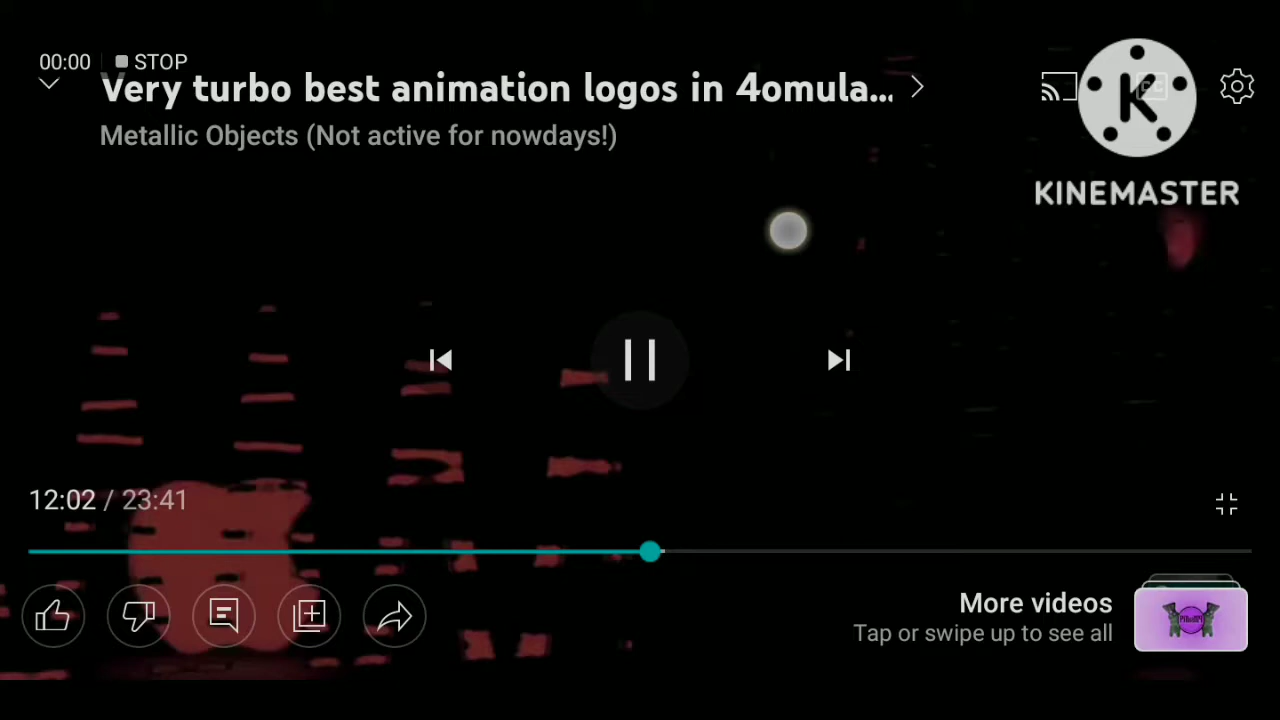 00:00 STOP
Very turbo best animation logos in 4omula...
Metallic Objects (Not active for nowdays!)
K
KINEMASTER
12:02 / 23:41
More videos
Tap or swipe up to see all